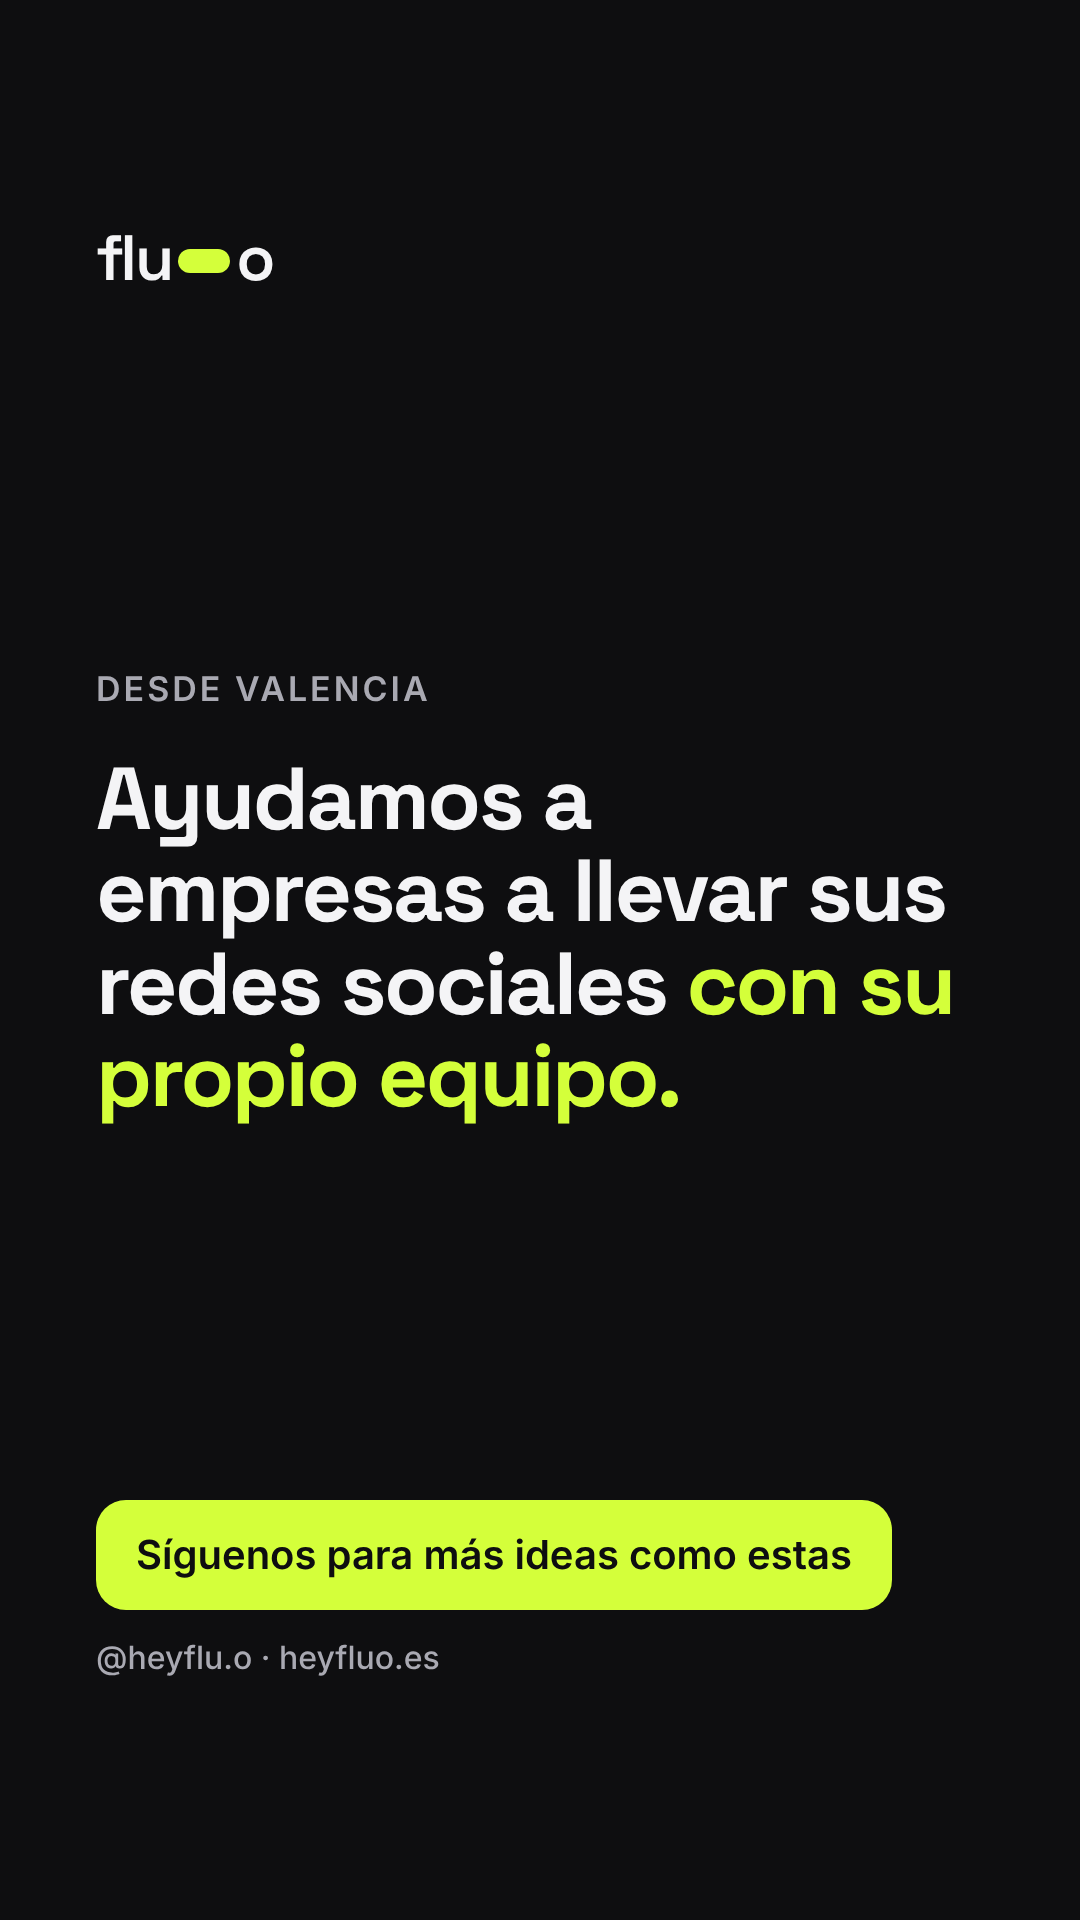 fluo
DESDE VALENCIA
Ayudamos a
empresas a llevar sus
redes sociales con su
propio equipo.
Síguenos para más ideas como estas
@heyflu.o · heyfluo.es